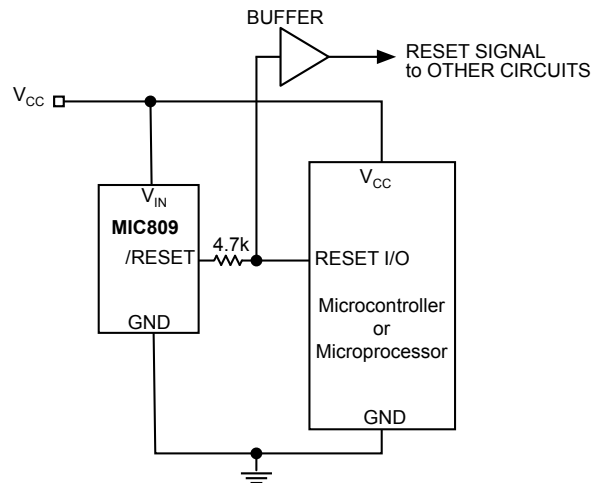 BUFFER
RESET SIGNAL
to OTHER CIRCUITS
VCC
VIN
MIC809
/RESET
GND
4.7k
VCC
RESET I/O
Microcontroller
or
Microprocessor
GND